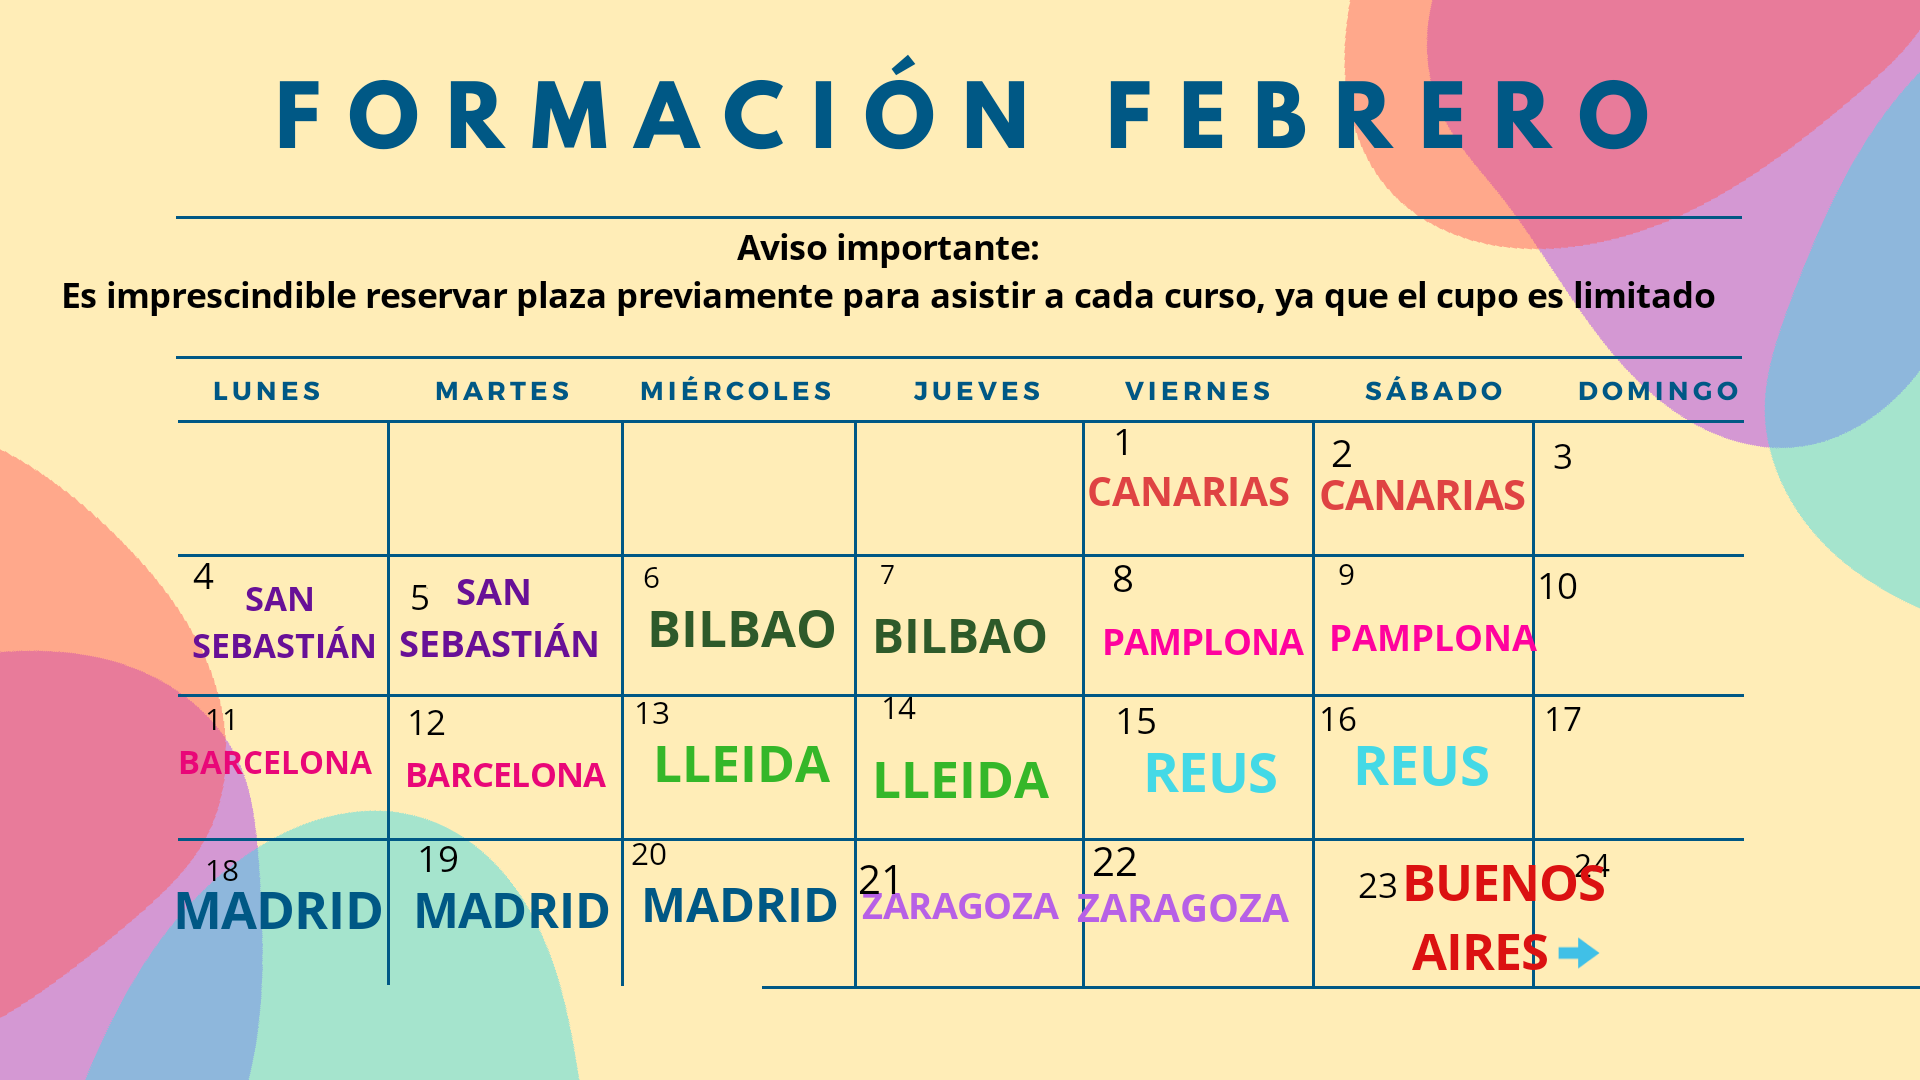 FORMACIÓN FEBRERO
Aviso importante:
Es imprescindible reservar plaza previamente para asistir a cada curso, ya que el cupo es limitado
LUNES MARTES MIÉRCOLES JUEVES VIERNES SÁBADO DOMINGO
1
CANARIAS
2
CANARIAS
3
4
SAN
SEBASTIÁN
5 SAN
SEBASTIÁN
6
BILBAO
7
BILBAO
8
PAMPLONA
9
PAMPLONA
10
11
BARCELONA
12
BARCELONA
13
LLEIDA
14
LLEIDA
15
REUS
16
REUS
17
18
MADRID
19
MADRID
20
MADRID
21
ZARAGOZA
22
ZARAGOZA
23 BUENOS
AIRES
24